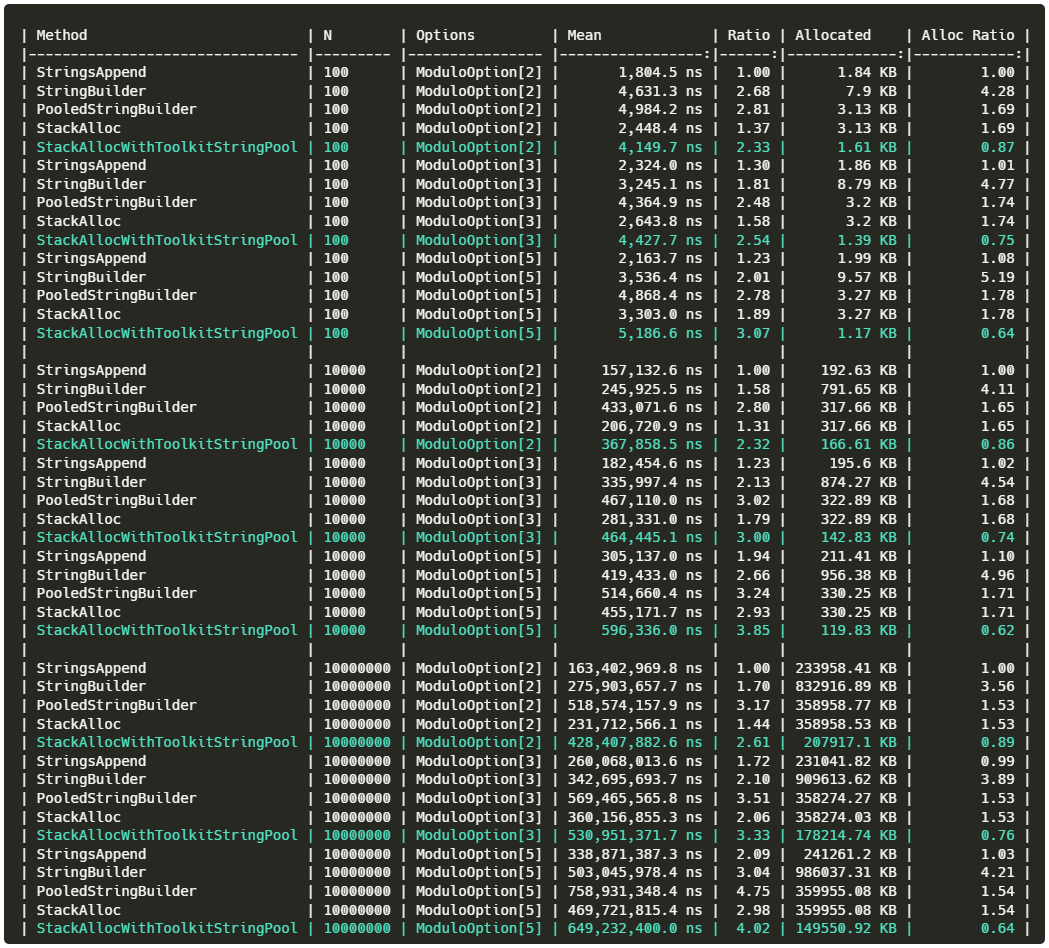 | Method                         | N        | Options         | Mean             | Ratio | Allocated    | Alloc Ratio |
|------------------------------- |--------- |---------------- |-----------------:|------:|-------------:|------------:|
| StringsAppend                  | 100      | ModuloOption[2] |       1,804.5 ns |  1.00 |      1.84 KB |        1.00 |
| StringBuilder                  | 100      | ModuloOption[2] |       4,631.3 ns |  2.68 |       7.9 KB |        4.28 |
| PooledStringBuilder            | 100      | ModuloOption[2] |       4,984.2 ns |  2.81 |      3.13 KB |        1.69 |
| StackAlloc                     | 100      | ModuloOption[2] |       2,448.4 ns |  1.37 |      3.13 KB |        1.69 |
| StackAllocWithToolkitStringPool | 100      | ModuloOption[2] |       4,149.7 ns |  2.33 |      1.61 KB |        0.87 |
| StringsAppend                  | 100      | ModuloOption[3] |       2,324.0 ns |  1.30 |      1.86 KB |        1.01 |
| StringBuilder                  | 100      | ModuloOption[3] |       3,245.1 ns |  1.81 |      8.79 KB |        4.77 |
| PooledStringBuilder            | 100      | ModuloOption[3] |       4,364.9 ns |  2.48 |       3.2 KB |        1.74 |
| StackAlloc                     | 100      | ModuloOption[3] |       2,643.8 ns |  1.58 |       3.2 KB |        1.74 |
| StackAllocWithToolkitStringPool | 100      | ModuloOption[3] |       4,427.7 ns |  2.54 |      1.39 KB |        0.75 |
| StringsAppend                  | 100      | ModuloOption[5] |       2,163.7 ns |  1.23 |      1.99 KB |        1.08 |
| StringBuilder                  | 100      | ModuloOption[5] |       3,536.4 ns |  2.01 |      9.57 KB |        5.19 |
| PooledStringBuilder            | 100      | ModuloOption[5] |       4,868.4 ns |  2.78 |      3.27 KB |        1.78 |
| StackAlloc                     | 100      | ModuloOption[5] |       3,303.0 ns |  1.89 |      3.27 KB |        1.78 |
| StackAllocWithToolkitStringPool | 100      | ModuloOption[5] |       5,186.6 ns |  3.07 |      1.17 KB |        0.64 |
|                                |          |                 |                  |       |              |             |
| StringsAppend                  | 10000    | ModuloOption[2] |     157,132.6 ns |  1.00 |    192.63 KB |        1.00 |
| StringBuilder                  | 10000    | ModuloOption[2] |     245,925.5 ns |  1.58 |    791.65 KB |        4.11 |
| PooledStringBuilder            | 10000    | ModuloOption[2] |     433,071.6 ns |  2.80 |    317.66 KB |        1.65 |
| StackAlloc                     | 10000    | ModuloOption[2] |     206,720.9 ns |  1.31 |    317.66 KB |        1.65 |
| StackAllocWithToolkitStringPool | 10000    | ModuloOption[2] |     367,858.5 ns |  2.32 |    166.61 KB |        0.86 |
| StringsAppend                  | 10000    | ModuloOption[3] |     182,454.6 ns |  1.23 |     195.6 KB |        1.02 |
| StringBuilder                  | 10000    | ModuloOption[3] |     335,997.4 ns |  2.13 |    874.27 KB |        4.54 |
| PooledStringBuilder            | 10000    | ModuloOption[3] |     467,110.0 ns |  3.02 |    322.89 KB |        1.68 |
| StackAlloc                     | 10000    | ModuloOption[3] |     281,331.0 ns |  1.79 |    322.89 KB |        1.68 |
| StackAllocWithToolkitStringPool | 10000    | ModuloOption[3] |     464,445.1 ns |  3.00 |    142.83 KB |        0.74 |
| StringsAppend                  | 10000    | ModuloOption[5] |     305,137.0 ns |  1.94 |    211.41 KB |        1.10 |
| StringBuilder                  | 10000    | ModuloOption[5] |     419,433.0 ns |  2.66 |    956.38 KB |        4.96 |
| PooledStringBuilder            | 10000    | ModuloOption[5] |     514,660.4 ns |  3.24 |    330.25 KB |        1.71 |
| StackAlloc                     | 10000    | ModuloOption[5] |     455,171.7 ns |  2.93 |    330.25 KB |        1.71 |
| StackAllocWithToolkitStringPool | 10000    | ModuloOption[5] |     596,336.0 ns |  3.85 |    119.83 KB |        0.62 |
|                                |          |                 |                  |       |              |             |
| StringsAppend                  | 10000000 | ModuloOption[2] | 163,402,969.8 ns |  1.00 | 233958.41 KB |        1.00 |
| StringBuilder                  | 10000000 | ModuloOption[2] | 275,903,657.7 ns |  1.70 | 832916.89 KB |        3.56 |
| PooledStringBuilder            | 10000000 | ModuloOption[2] | 518,574,157.9 ns |  3.17 | 358958.77 KB |        1.53 |
| StackAlloc                     | 10000000 | ModuloOption[2] | 231,712,566.1 ns |  1.44 | 358958.53 KB |        1.53 |
| StackAllocWithToolkitStringPool | 10000000 | ModuloOption[2] | 428,407,882.6 ns |  2.61 |  207917.1 KB |        0.89 |
| StringsAppend                  | 10000000 | ModuloOption[3] | 260,068,013.6 ns |  1.72 | 231041.82 KB |        0.99 |
| StringBuilder                  | 10000000 | ModuloOption[3] | 342,695,693.7 ns |  2.10 | 909613.62 KB |        3.89 |
| PooledStringBuilder            | 10000000 | ModuloOption[3] | 569,465,565.8 ns |  3.51 | 358274.27 KB |        1.53 |
| StackAlloc                     | 10000000 | ModuloOption[3] | 360,156,855.3 ns |  2.06 | 358274.03 KB |        1.53 |
| StackAllocWithToolkitStringPool | 10000000 | ModuloOption[3] | 530,951,371.7 ns |  3.33 | 178214.74 KB |        0.76 |
| StringsAppend                  | 10000000 | ModuloOption[5] | 338,871,387.3 ns |  2.09 |  241261.2 KB |        1.03 |
| StringBuilder                  | 10000000 | ModuloOption[5] | 503,045,978.4 ns |  3.04 | 986037.31 KB |        4.21 |
| PooledStringBuilder            | 10000000 | ModuloOption[5] | 758,931,348.4 ns |  4.75 | 359955.08 KB |        1.54 |
| StackAlloc                     | 10000000 | ModuloOption[5] | 469,721,815.4 ns |  2.98 | 359955.08 KB |        1.54 |
| StackAllocWithToolkitStringPool | 10000000 | ModuloOption[5] | 649,232,400.0 ns |  4.02 | 149550.92 KB |        0.64 |